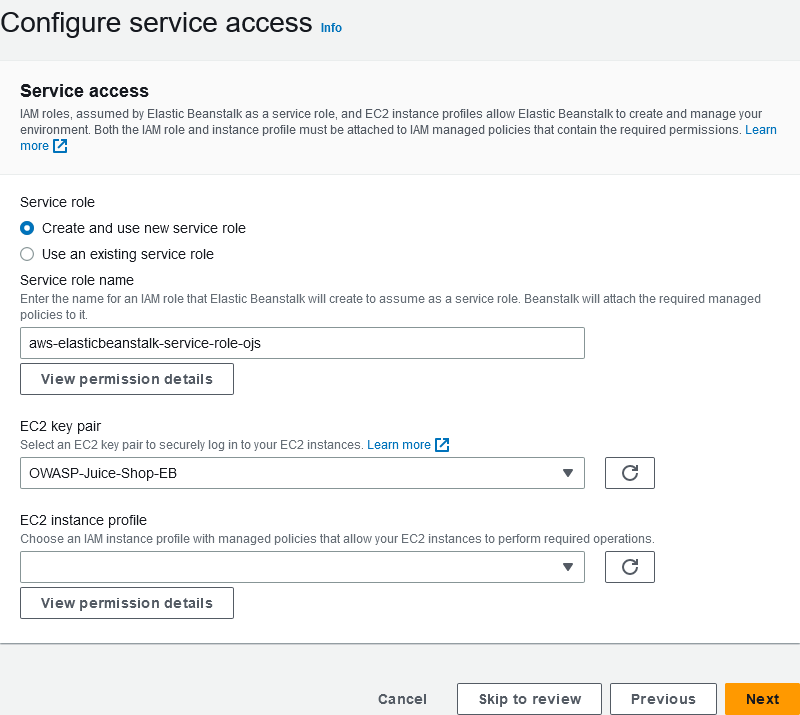 Configure service access Info
Service access
IAM roles, assumed by Elastic Beanstalk as a service role, and EC2 instance profiles allow Elastic Beanstalk to create and manage your
environment. Both the IAM role and instance profile must be attached to IAM managed policies that contain the required permissions. Learn
more
Service role
Create and use new service role
Use an existing service role
Service role name
Enter the name for an IAM role that Elastic Beanstalk will create to assume as a service role. Beanstalk will attach the required managed
policies to it.
aws-elasticbeanstalk-service-role-ojs
View permission details
EC2 key pair
Select an EC2 key pair to securely log in to your EC2 instances. Learn more
OWASP-Juice-Shop-EB
EC2 instance profile
Choose an IAM instance profile with managed policies that allow your EC2 instances to perform required operations.
View permission details
Cancel Skip to review Previous Next